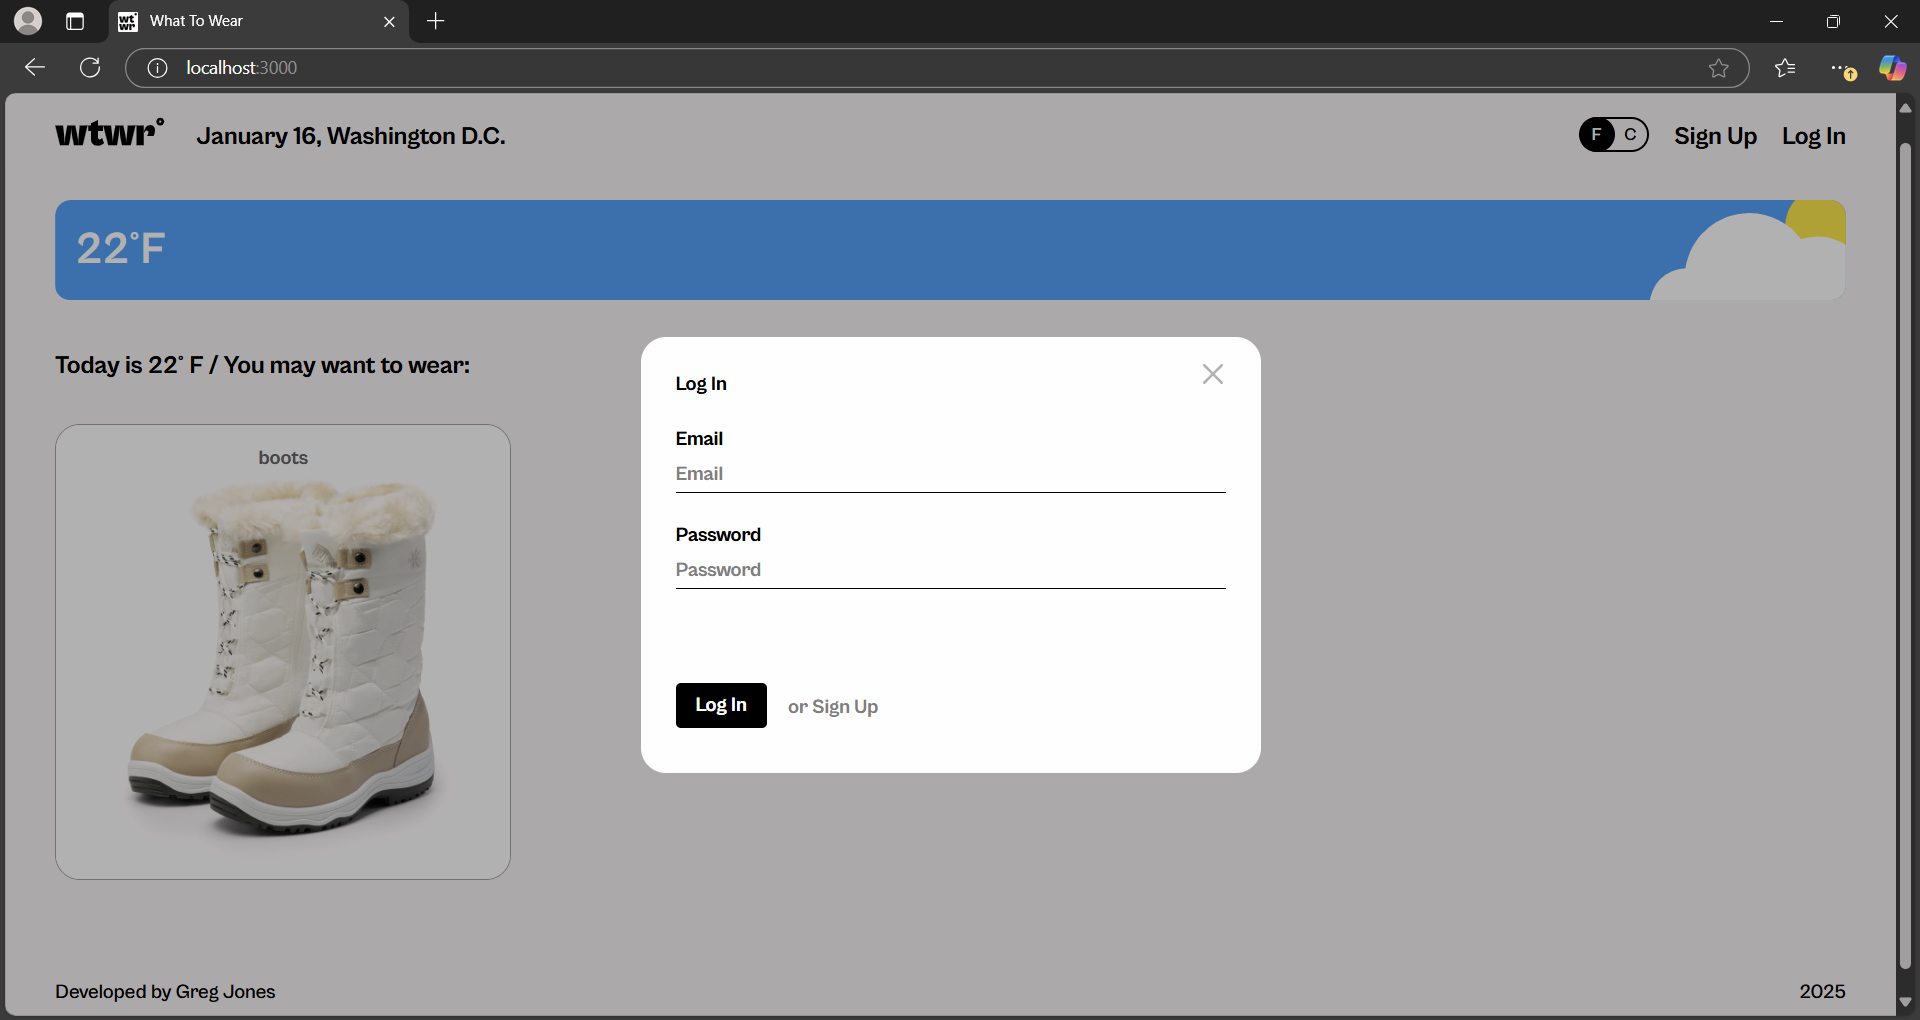 wt
wr
What To Wear
localhost:3000
wtwr°
January 16, Washington D.C.
F C
Sign Up
Log In
22°F
Today is 22° F / You may want to wear:
boots
Log In
Email
Email
Password
Password
Log In
or Sign Up
Developed by Greg Jones
2025